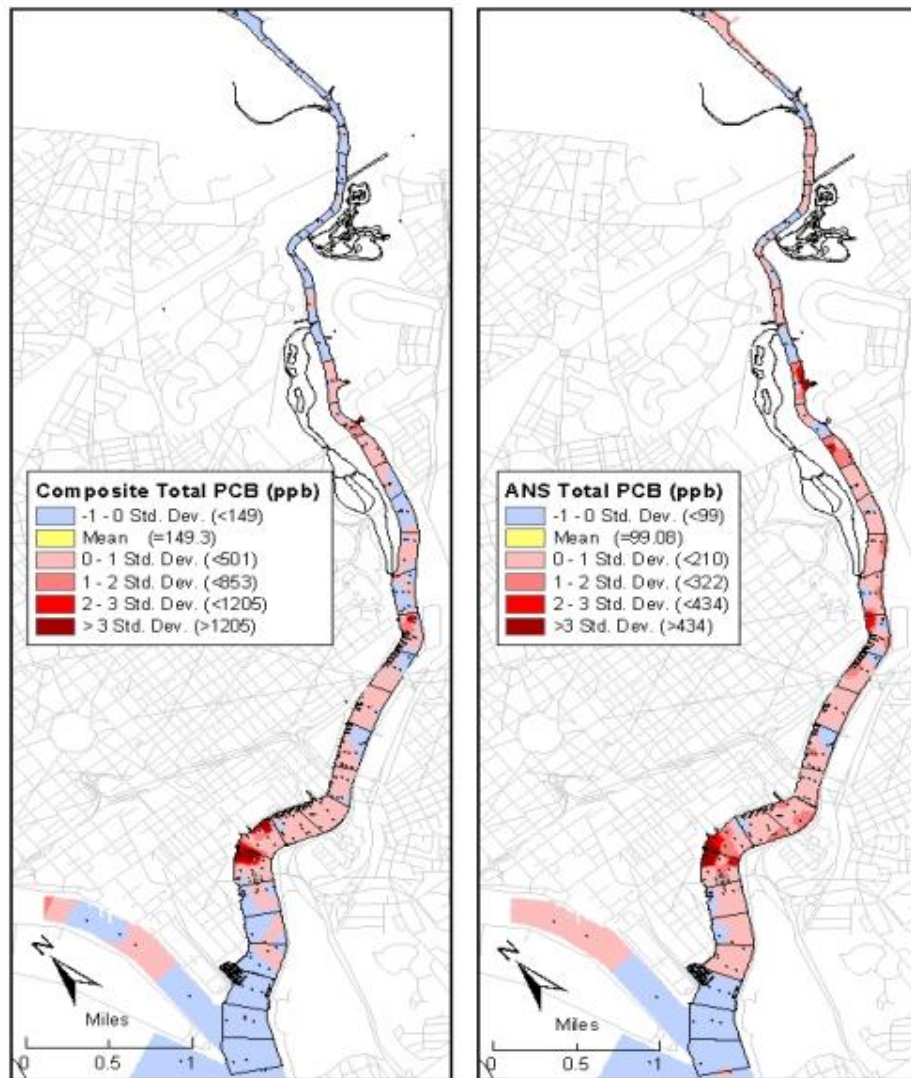 Composite Total PCB (ppb)
-1 - 0 Std. Dev. (<149)
Mean (=149.3)
0 - 1 Std. Dev. (<501)
1 - 2 Std. Dev. (<853)
2 - 3 Std. Dev. (<1205)
>3 Std. Dev. (>1205)
N
Miles
0 0.5 1
ANS Total PCB (ppb)
-1 - 0 Std. Dev. (<99)
Mean (=99.08)
0 - 1 Std. Dev. (<210)
1 - 2 Std. Dev. (<322)
2 - 3 Std. Dev. (<434)
>3 Std. Dev. (>434)
N
Miles
0 0.5 1